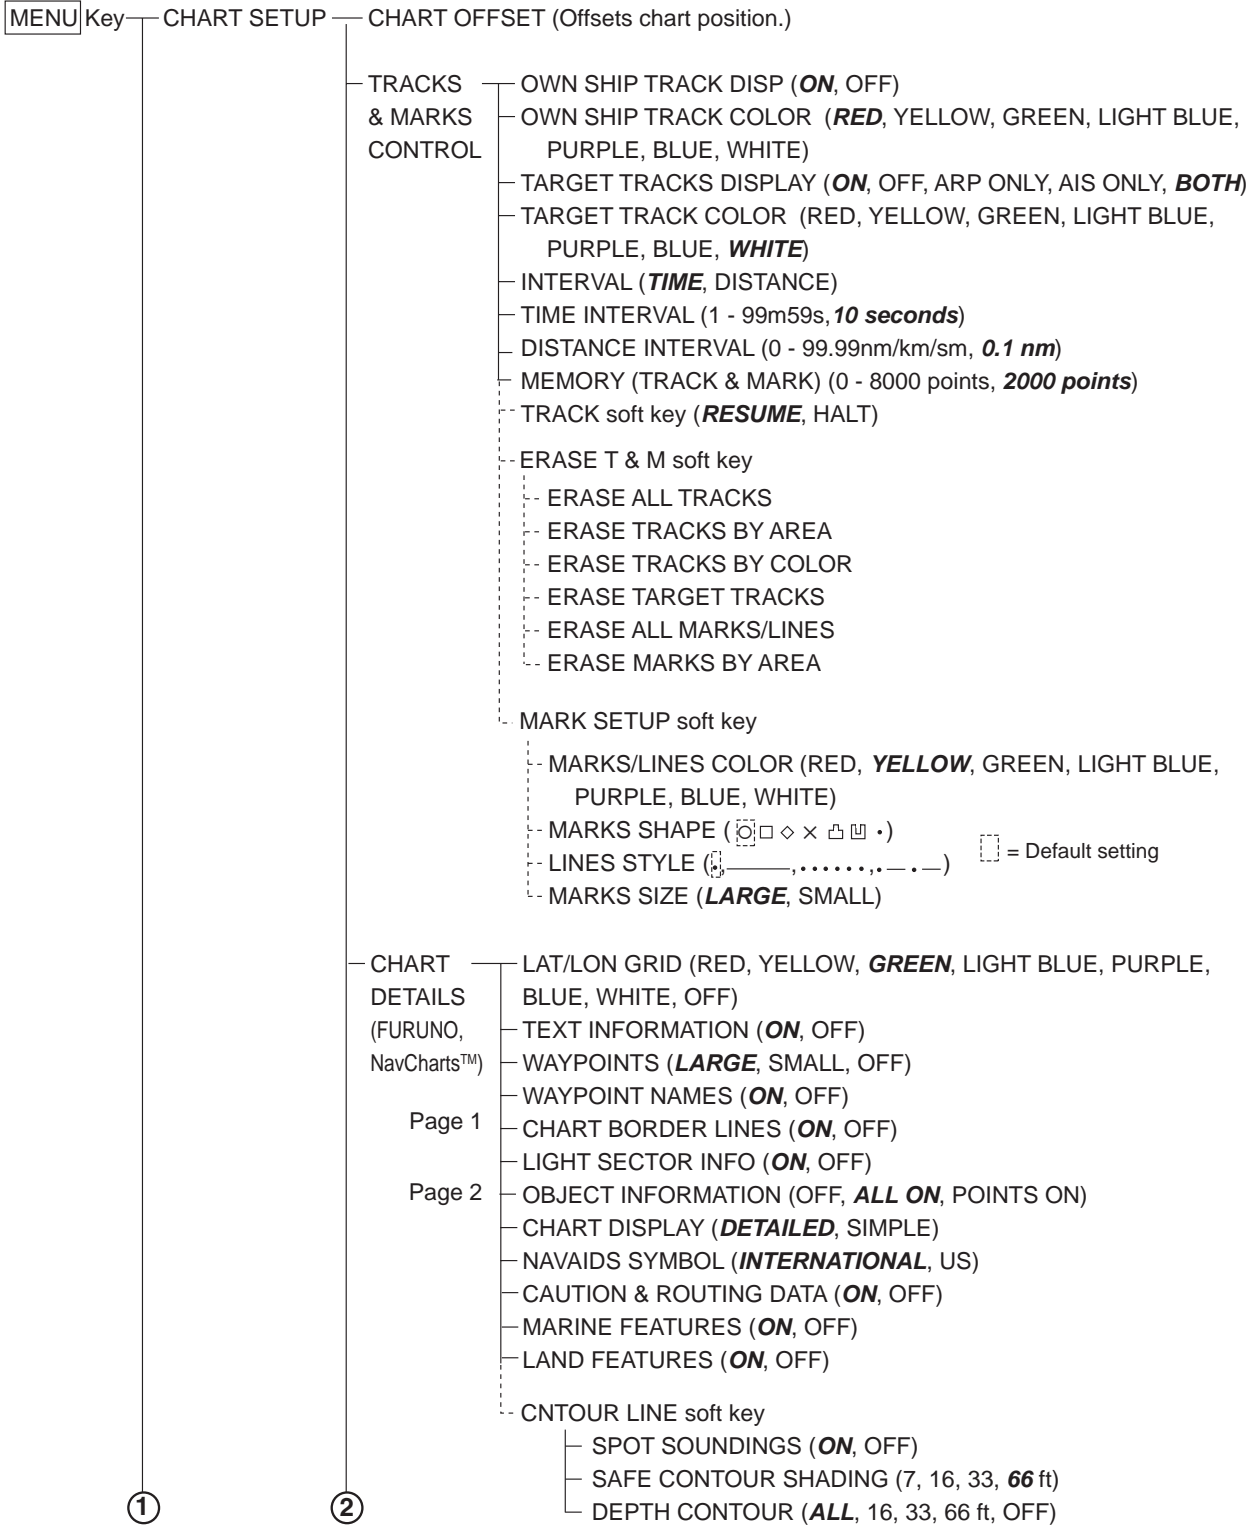 MENU Key CHART SETUP CHART OFFSET (Offsets chart position.)
TRACKS
& MARKS
CONTROL
OWN SHIP TRACK DISP (ON, OFF)
OWN SHIP TRACK COLOR (RED, YELLOW, GREEN, LIGHT BLUE,
PURPLE, BLUE, WHITE)
TARGET TRACKS DISPLAY (ON, OFF, ARP ONLY, AIS ONLY, BOTH)
TARGET TRACK COLOR (RED, YELLOW, GREEN, LIGHT BLUE,
PURPLE, BLUE, WHITE)
INTERVAL (TIME, DISTANCE)
TIME INTERVAL (1 - 99m59s,10 seconds)
DISTANCE INTERVAL (0 - 99.99nm/km/sm, 0.1 nm)
MEMORY (TRACK & MARK) (0 - 8000 points, 2000 points)
TRACK soft key (RESUME, HALT)
ERASE T & M soft key
ERASE ALL TRACKS
ERASE TRACKS BY AREA
ERASE TRACKS BY COLOR
ERASE TARGET TRACKS
ERASE ALL MARKS/LINES
ERASE MARKS BY AREA
MARK SETUP soft key
MARKS/LINES COLOR (RED, YELLOW, GREEN, LIGHT BLUE,
PURPLE, BLUE, WHITE)
MARKS SHAPE ( )
LINES STYLE ( , , , )
= Default setting
MARKS SIZE (LARGE, SMALL)
CHART
DETAILS
(FURUNO,
NavCharts™)
Page 1
Page 2
LAT/LON GRID (RED, YELLOW, GREEN, LIGHT BLUE, PURPLE,
BLUE, WHITE, OFF)
TEXT INFORMATION (ON, OFF)
WAYPOINTS (LARGE, SMALL, OFF)
WAYPOINT NAMES (ON, OFF)
CHART BORDER LINES (ON, OFF)
LIGHT SECTOR INFO (ON, OFF)
OBJECT INFORMATION (OFF, ALL ON, POINTS ON)
CHART DISPLAY (DETAILED, SIMPLE)
NAVAIDS SYMBOL (INTERNATIONAL, US)
CAUTION & ROUTING DATA (ON, OFF)
MARINE FEATURES (ON, OFF)
LAND FEATURES (ON, OFF)
CNTOUR LINE soft key
SPOT SOUNDINGS (ON, OFF)
SAFE CONTOUR SHADING (7, 16, 33, 66 ft)
DEPTH CONTOUR (ALL, 16, 33, 66 ft, OFF)
1 2